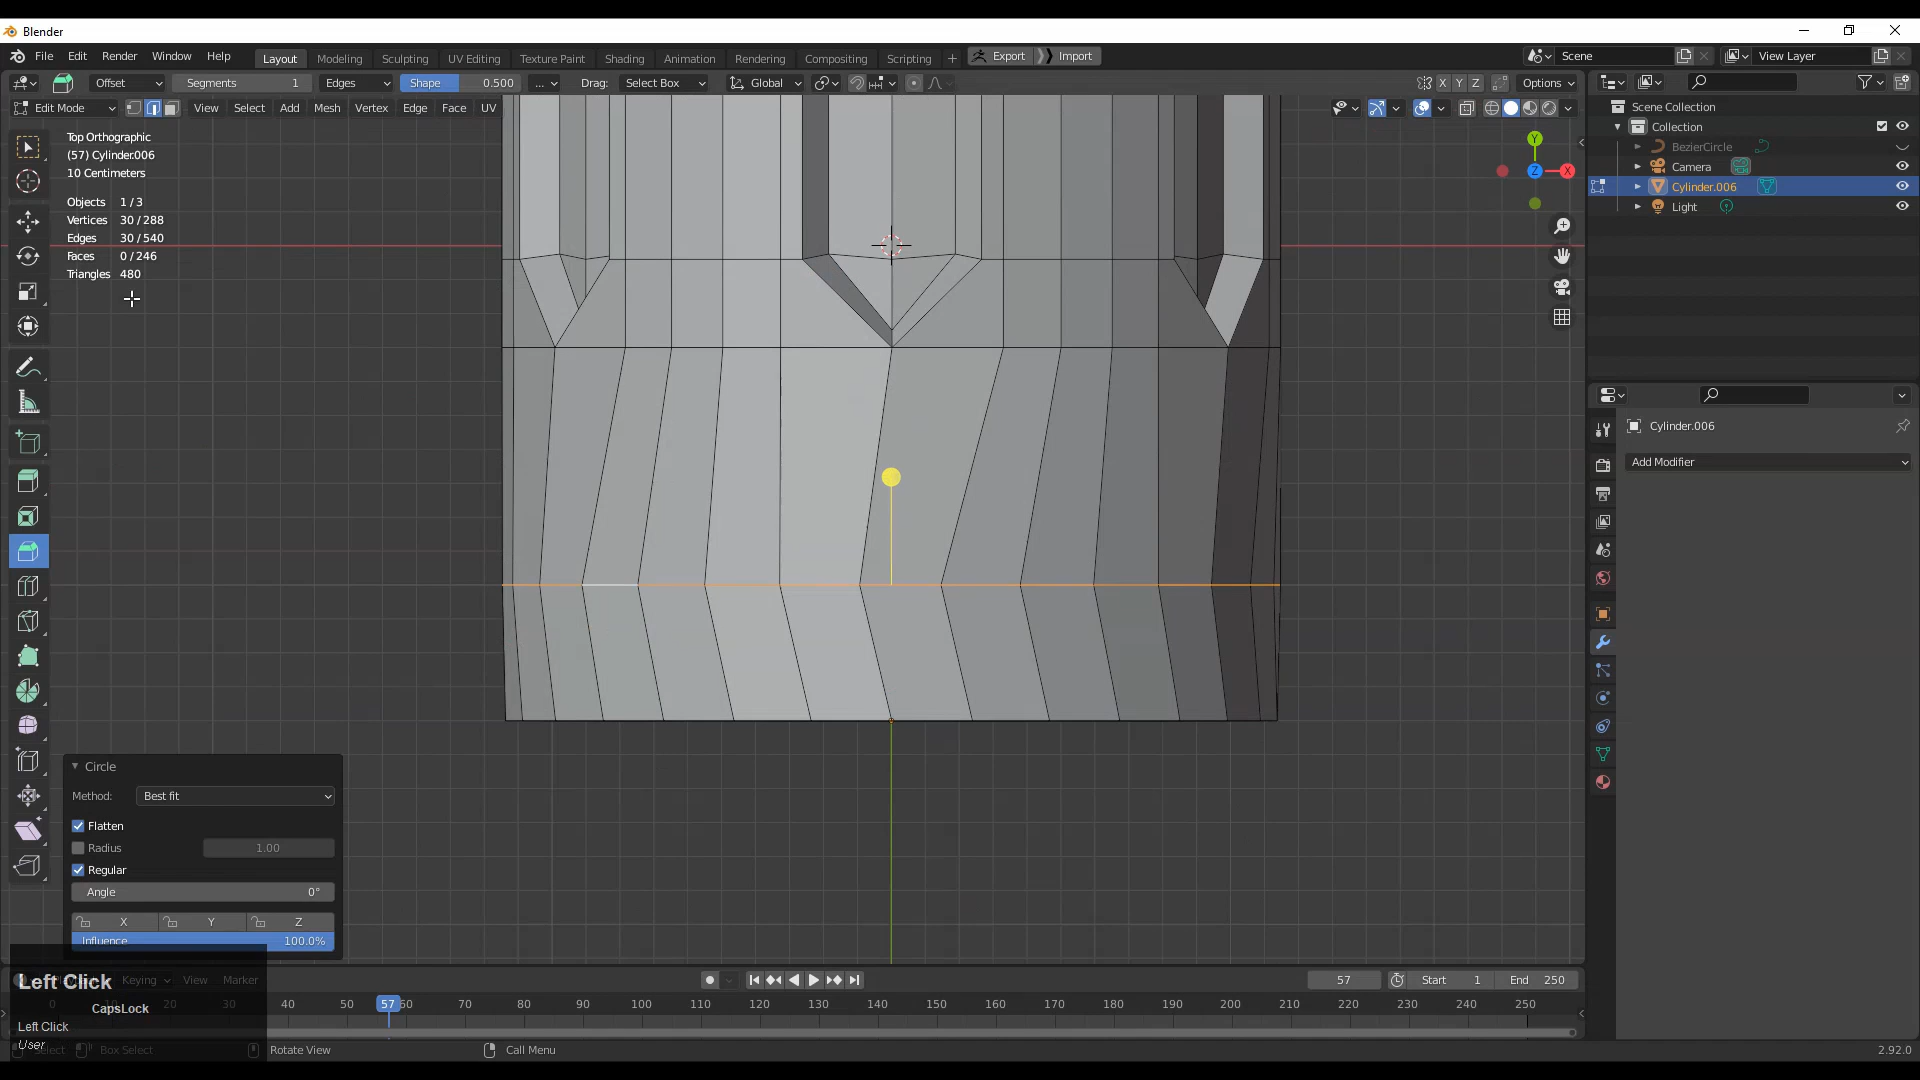 Blender
File Edit Render Window Help Layout Modeling Sculpting UV Editing Texture Paint Shading Animation Rendering Compositing Scripting + Export Import Scene View Layer
Offset Segments 1 Edges Shape 0.500 ... Drag: Select Box Global X Y Z Options
Edit Mode View Select Add Mesh Vertex Edge Face UV
Top Orthographic
(57) Cylinder.006
10 Centimeters
Objects 1 / 3
Vertices 30 / 288
Edges 30 / 540
Faces 0 / 246
Triangles 480
Y
Z X
Scene Collection
Collection
BezierCircle
Camera
Cylinder.006
Light
Cylinder.006
Add Modifier
Circle
Method: Best fit
Flatten
Radius 1.00
Regular
Angle 0°
X Y Z
Influence 100.0%
Keying View Marker 57 Start 1 End 250
0 10 20 30 40 50 57 60 70 80 90 100 110 120 130 140 150 160 170 180 190 200 210 220 230 240 250
Left Click
CapsLock
Left Click
User
Select Box Select Rotate View Call Menu 2.92.0